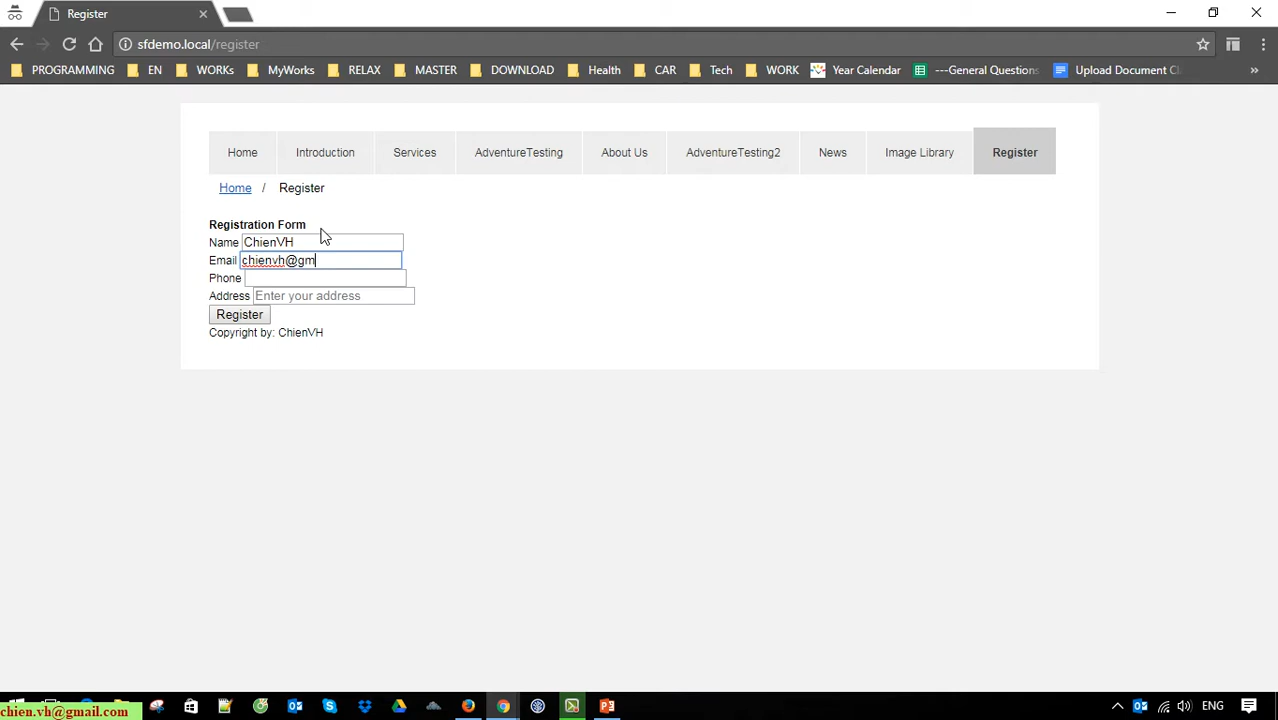 Register
sfdemo.local/register
PROGRAMMING EN WORKs MyWorks RELAX MASTER DOWNLOAD Health CAR Tech WORK Year Calendar ---General Questions Upload Document Cl
Home Introduction Services AdventureTesting About Us AdventureTesting2 News Image Library Register
Home / Register
Registration Form
Name ChienVH
Email chienvh@gm
Phone
Address Enter your address
Register
Copyright by: ChienVH
ENG
chien.vh@gmail.com